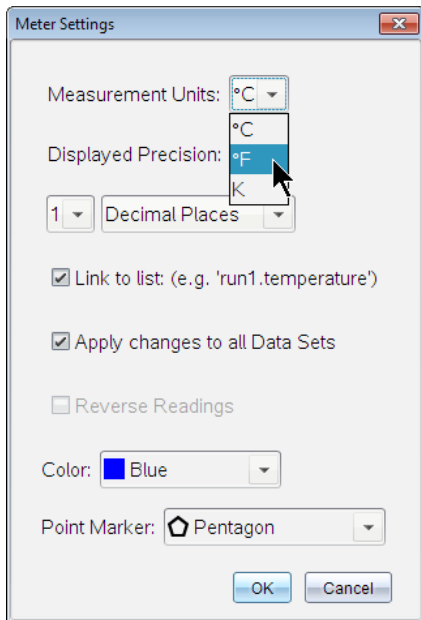 Meter Settings
Measurement Units: °C
°C
Displayed Precision: °F
K
1 Decimal Places
Link to list: (e.g. 'run1.temperature')
Apply changes to all Data Sets
Reverse Readings
Color: Blue
Point Marker: Pentagon
OK Cancel